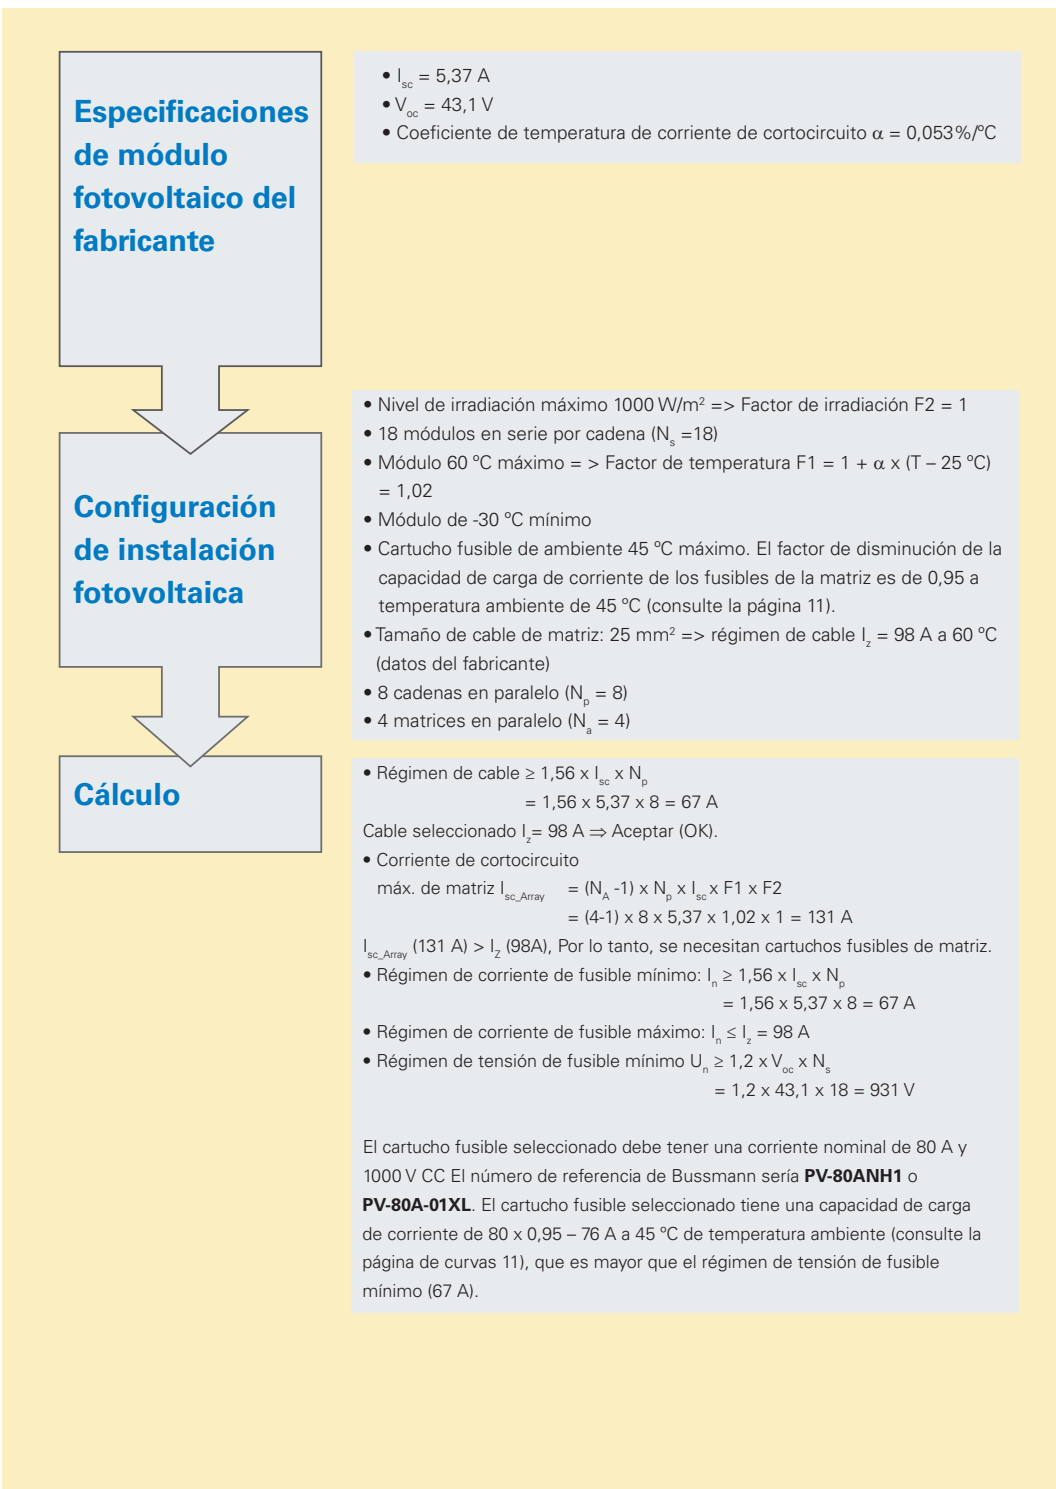 Especificaciones
de módulo
fotovoltaico del
fabricante
• Isc = 5,37 A
• Voc = 43,1 V
• Coeficiente de temperatura de corriente de cortocircuito α = 0,053%/ºC
Configuración
de instalación
fotovoltaica
• Nivel de irradiación máximo 1000 W/m² => Factor de irradiación F2 = 1
• 18 módulos en serie por cadena (Ns =18)
• Módulo 60 ºC máximo = > Factor de temperatura F1 = 1 + α x (T – 25 ºC)
= 1,02
• Módulo de -30 ºC mínimo
• Cartucho fusible de ambiente 45 ºC máximo. El factor de disminución de la
capacidad de carga de corriente de los fusibles de la matriz es de 0,95 a
temperatura ambiente de 45 ºC (consulte la página 11).
• Tamaño de cable de matriz: 25 mm² => régimen de cable Iz = 98 A a 60 ºC
(datos del fabricante)
• 8 cadenas en paralelo (Np = 8)
• 4 matrices en paralelo (Na = 4)
Cálculo
• Régimen de cable ≥ 1,56 x Isc x Np
= 1,56 x 5,37 x 8 = 67 A
Cable seleccionado Iz= 98 A ⇒ Aceptar (OK).
• Corriente de cortocircuito
máx. de matriz Isc_Array = (NA -1) x Np x Isc x F1 x F2
= (4-1) x 8 x 5,37 x 1,02 x 1 = 131 A
Isc_Array (131 A) > IZ (98A), Por lo tanto, se necesitan cartuchos fusibles de matriz.
• Régimen de corriente de fusible mínimo: In ≥ 1,56 x Isc x Np
= 1,56 x 5,37 x 8 = 67 A
• Régimen de corriente de fusible máximo: In ≤ Iz = 98 A
• Régimen de tensión de fusible mínimo Un ≥ 1,2 x Voc x Ns
= 1,2 x 43,1 x 18 = 931 V
El cartucho fusible seleccionado debe tener una corriente nominal de 80 A y
1000 V CC El número de referencia de Bussmann sería PV-80ANH1 o
PV-80A-01XL. El cartucho fusible seleccionado tiene una capacidad de carga
de corriente de 80 x 0,95 – 76 A a 45 ºC de temperatura ambiente (consulte la
página de curvas 11), que es mayor que el régimen de tensión de fusible
mínimo (67 A).